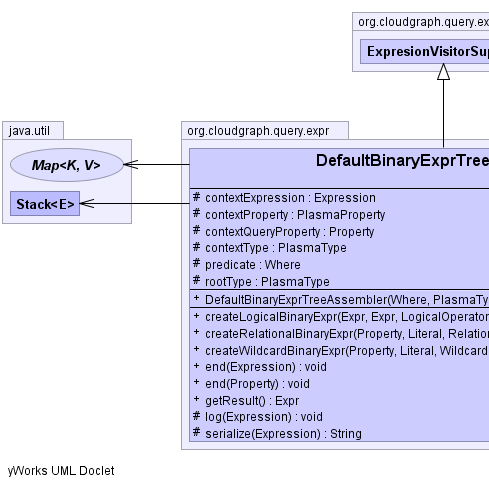 org.cloudgraph.query.ex
ExpresionVisitorSup
java.util
Map<K, V>
Stack<E>
org.cloudgraph.query.expr
DefaultBinaryExprTree
# contextExpression : Expression
# contextProperty : PlasmaProperty
# contextQueryProperty : Property
# contextType : PlasmaType
# predicate : Where
# rootType : PlasmaType
+ DefaultBinaryExprTreeAssembler(Where, PlasmaTy
+ createLogicalBinaryExpr(Expr, Expr, LogicalOperator
+ createRelationalBinaryExpr(Property, Literal, Relation
+ createWildcardBinaryExpr(Property, Literal, Wildcard
+ end(Expression) : void
+ end(Property) : void
+ getResult() : Expr
# log(Expression) : void
# serialize(Expression) : String
yWorks UML Doclet